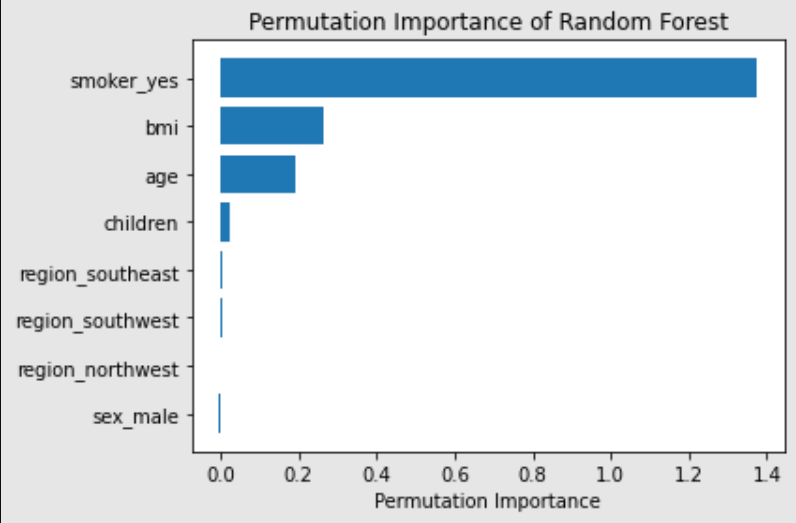 Permutation Importance of Random Forest
smoker_yes
bmi
age
children
region_southeast
region_southwest
region_northwest
sex_male
0.0 0.2 0.4 0.6 0.8 1.0 1.2 1.4
Permutation Importance